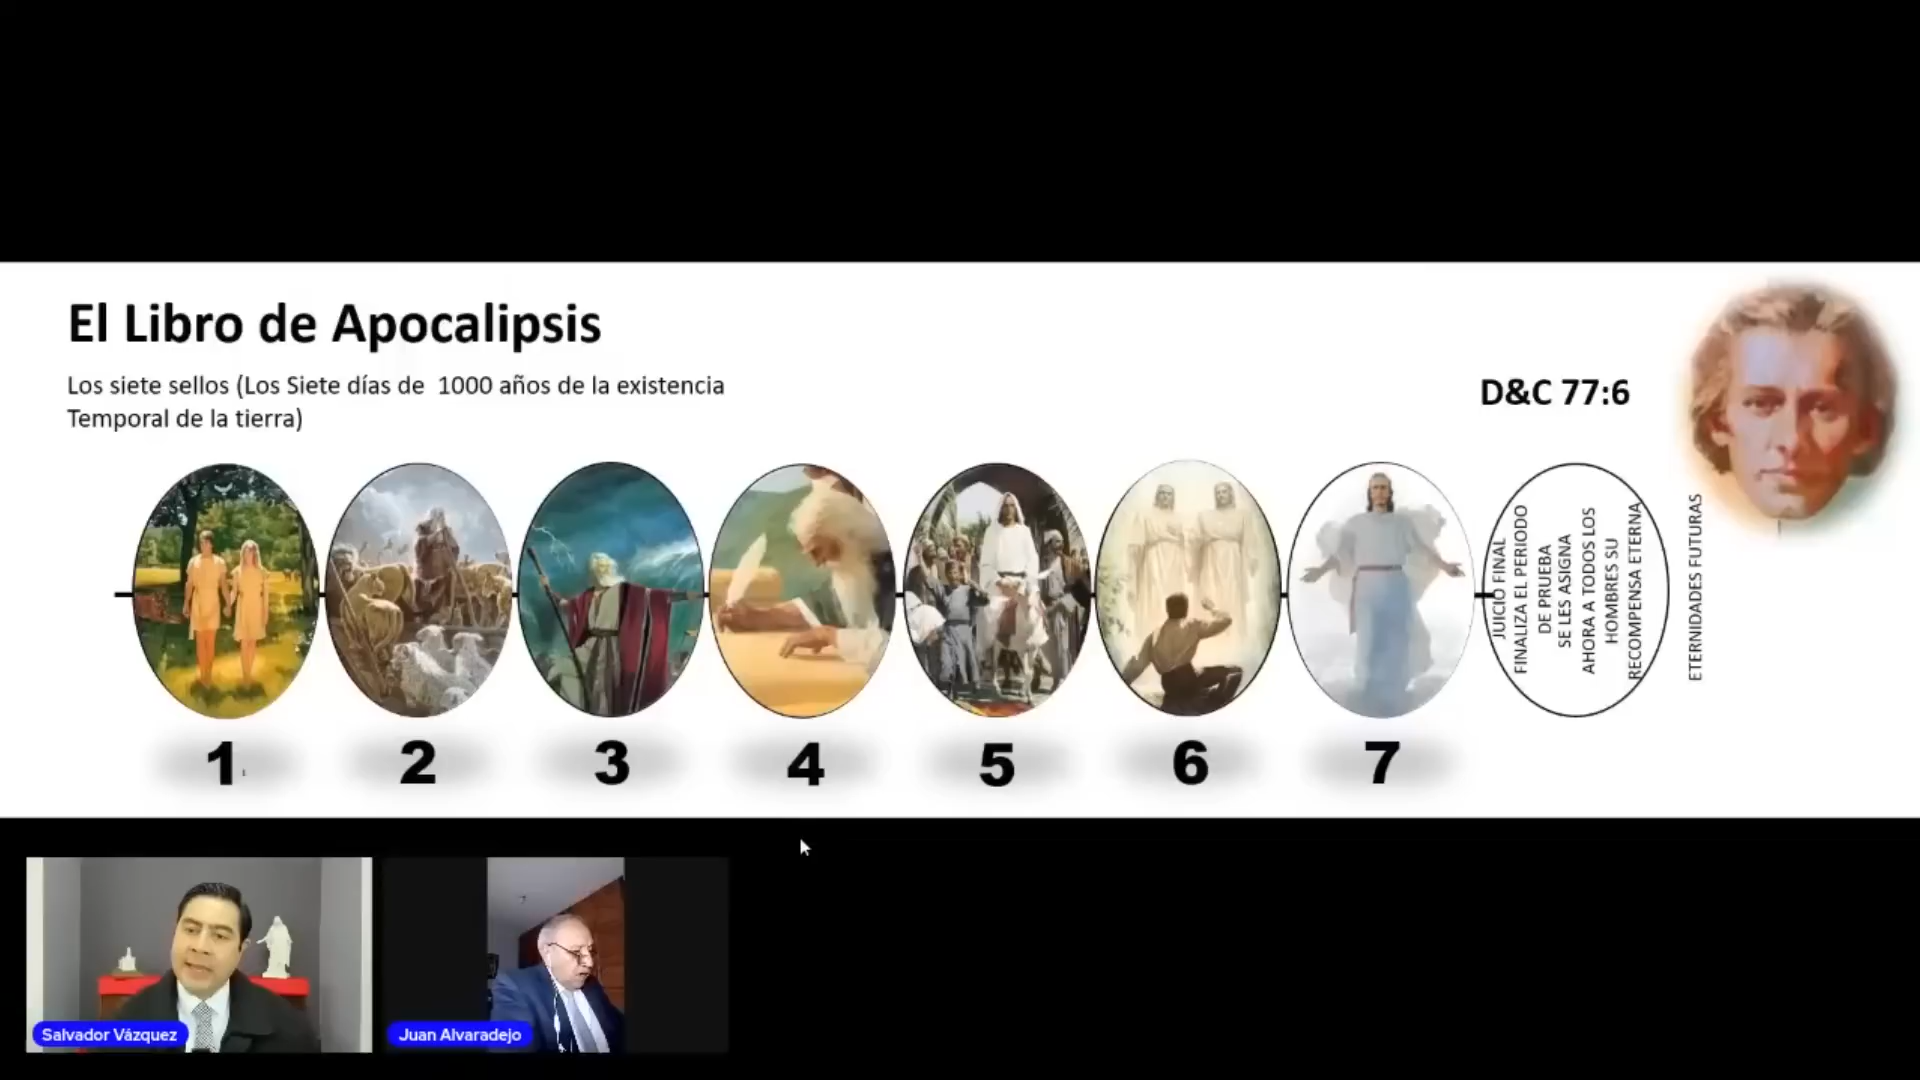 El Libro de Apocalipsis
Los siete sellos (Los Siete días de 1000 años de la existencia
Temporal de la tierra)
D&C 77:6
JUICIO FINAL
FINALIZA EL PERIODO
DE PRUEBA
SE LES ASIGNA
AHORA A TODOS LOS
HOMBRES SU
RECOMPENSA ETERNA
ETERNIDADES FUTURAS
1
2
3
4
5
6
7
Salvador Vázquez
Juan Alvaradejo